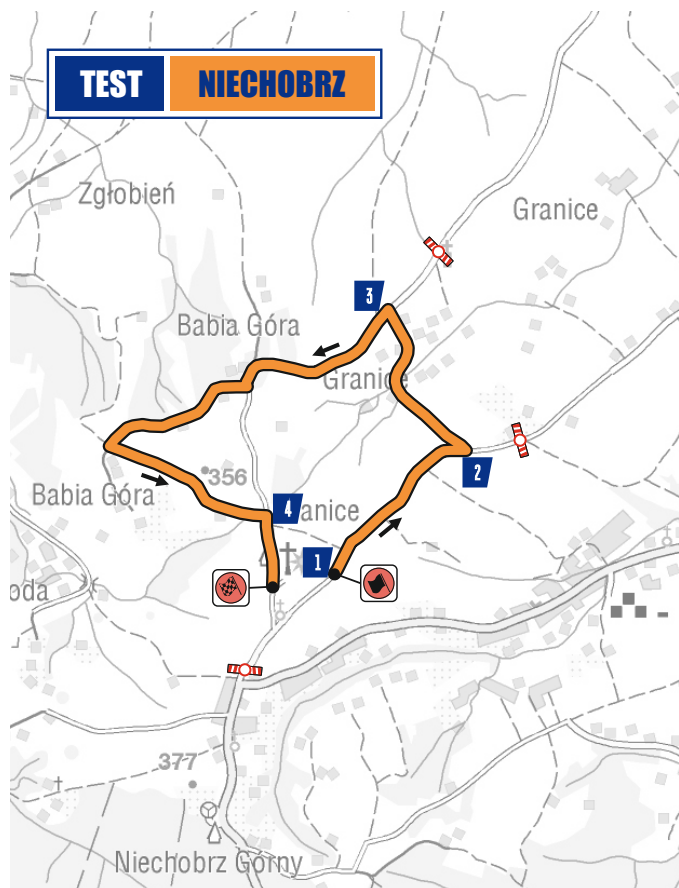 TEST NIECHOBRZ
Zgłobień
Granice
3
Babia Góra
Granice
2
356
Babia Góra
4
anice
1
oda
377
Niechobrz Górny